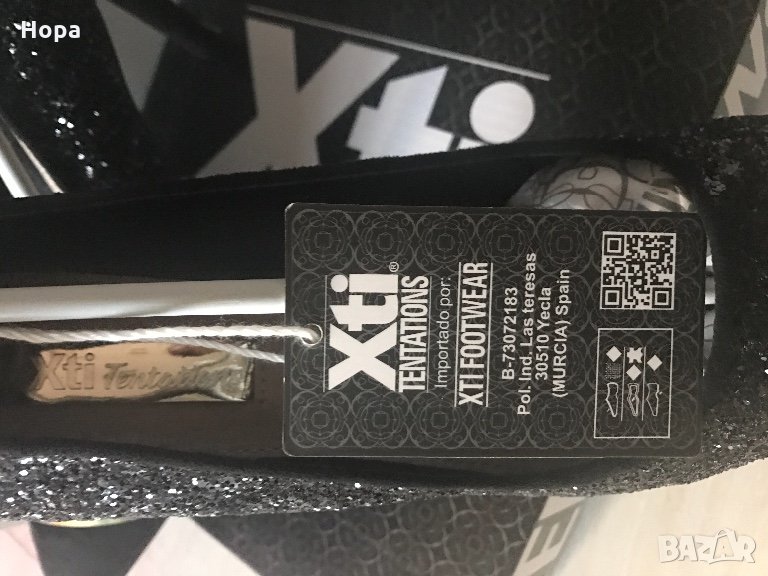 Нора
Xti
Xti®
TENTATIONS
Importado por:
XTI FOOTWEAR
B-73072183
Pol. Ind. Las teresas
30510 Yecla
(MURCIA) Spain
Xti Tentations
BAZAR